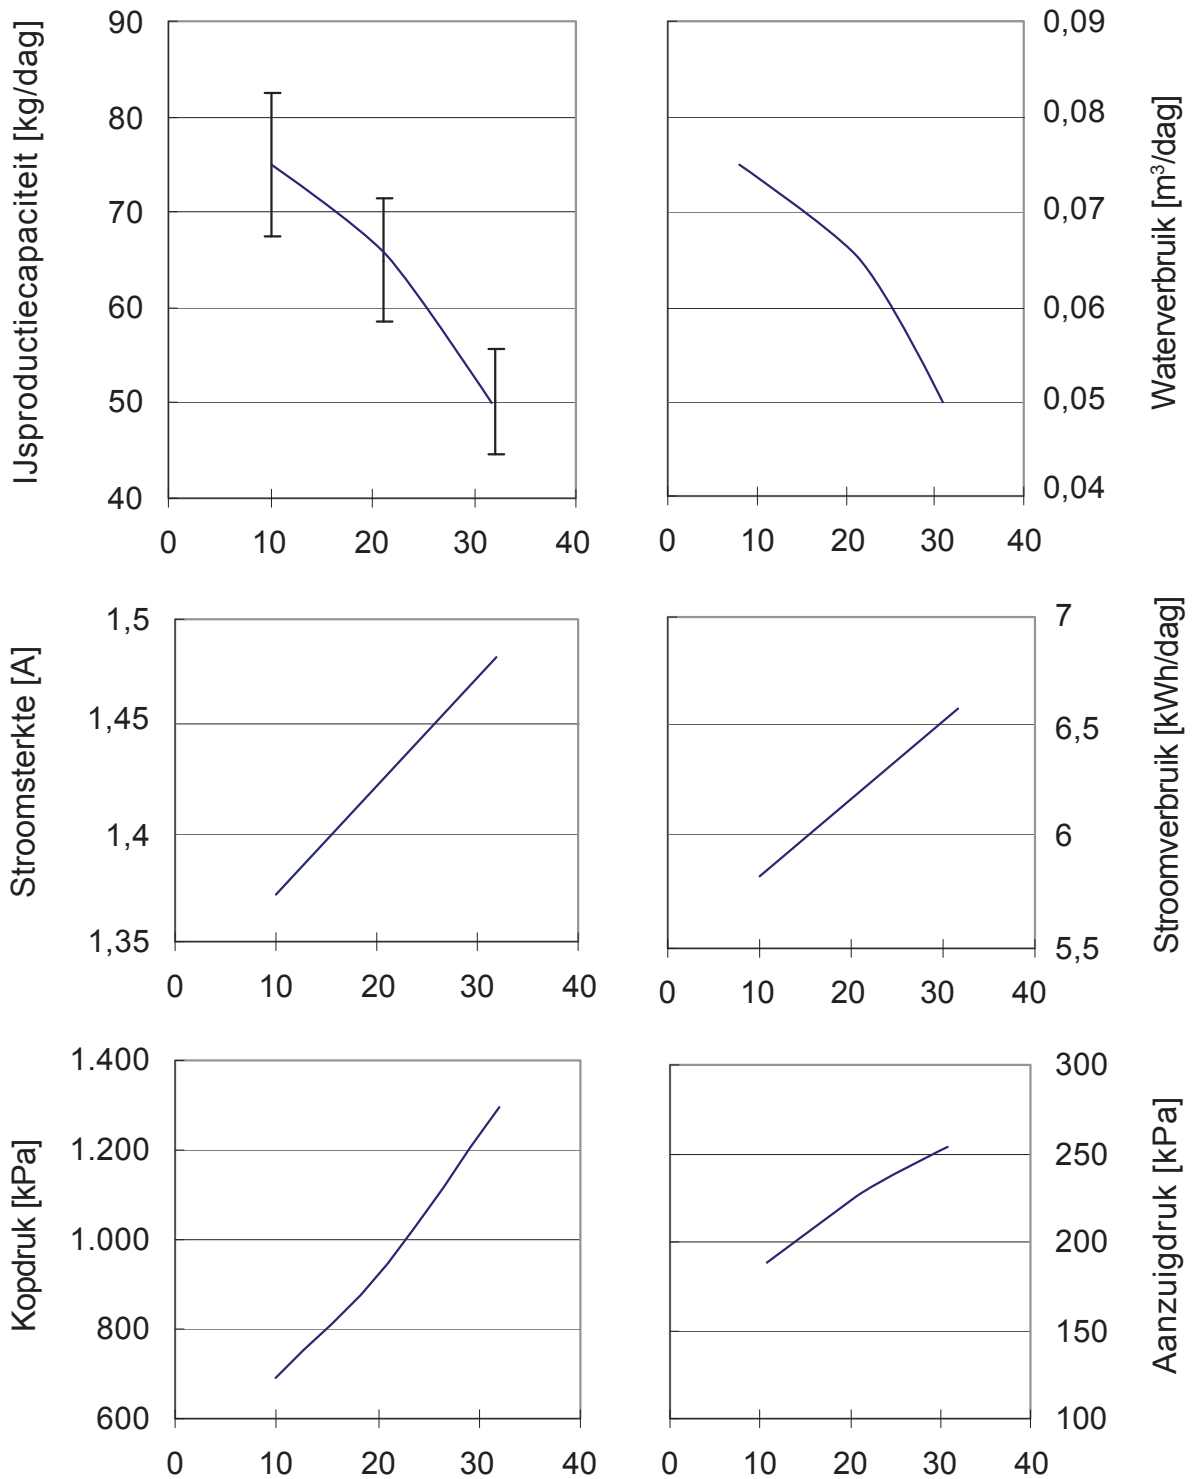 IJsproductiecapaciteit [kg/dag]
90
80
70
60
50
40
0 10 20 30 40
Waterverbruik [m³/dag]
0,09
0,08
0,07
0,06
0,05
0,04
0 10 20 30 40
Stroomsterkte [A]
1,5
1,45
1,4
1,35
0 10 20 30 40
Stroomverbruik [kWh/dag]
7
6,5
6
5,5
0 10 20 30 40
Kopdruk [kPa]
1.400
1.200
1.000
800
600
0 10 20 30 40
Aanzuigdruk [kPa]
300
250
200
150
100
0 10 20 30 40